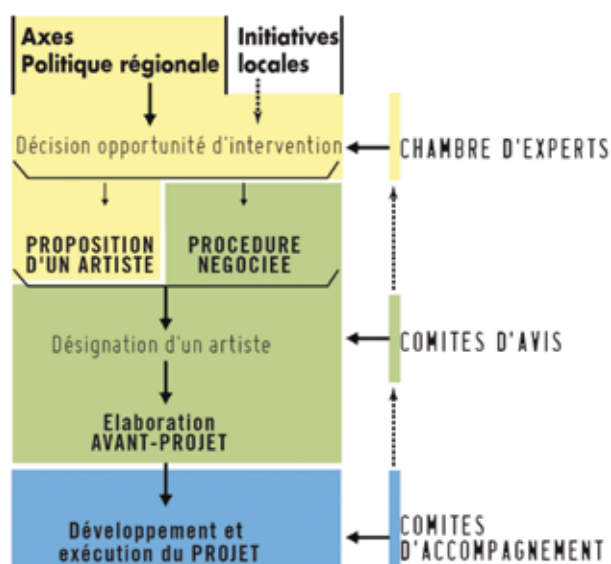 Axes
Politique régionale
Initiatives
locales
Décision opportunité d'intervention
CHAMBRE D'EXPERTS
PROPOSITION
D'UN ARTISTE
PROCEDURE
NEGOCIEE
Désignation d'un artiste
COMITES D'AVIS
Elaboration
AVANT-PROJET
Développement et
exécution du PROJET
COMITES
D'ACCOMPAGNEMENT